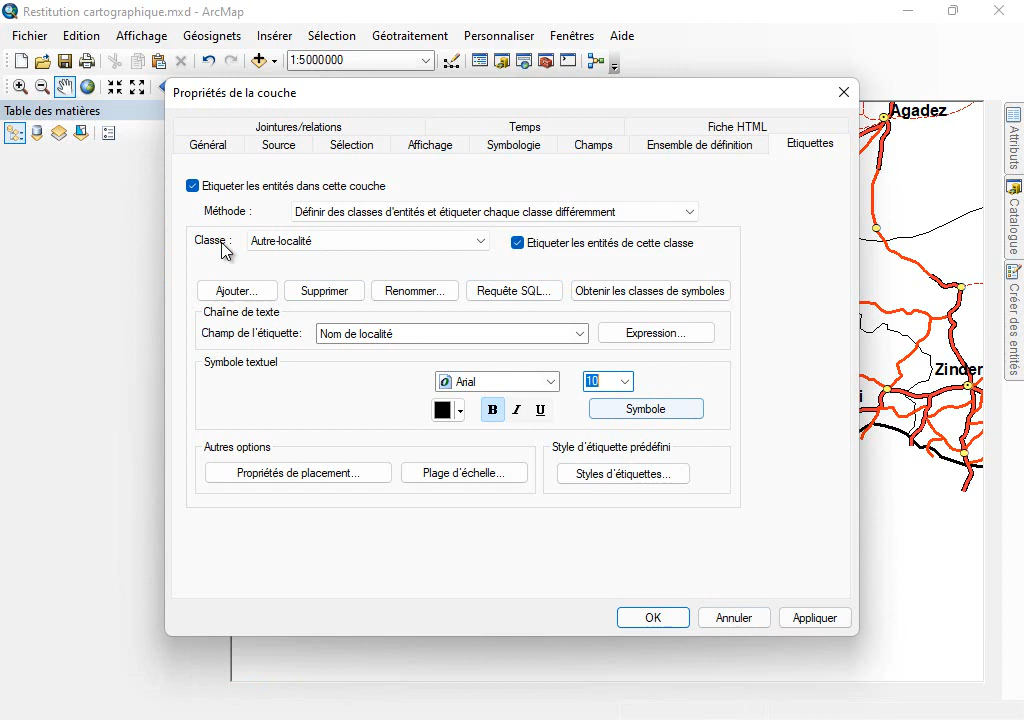 Restitution cartographique.mxd - ArcMap
Fichier Edition Affichage Géosignets Insérer Sélection Géotraitement Personnaliser Fenêtres Aide
1:5000000
Table des matières
Propriétés de la couche
Jointures/relations Temps Fiche HTML
Général Source Sélection Affichage Symbologie Champs Ensemble de définition Etiquettes
Etiqueter les entités dans cette couche
Méthode : Définir des classes d'entités et étiqueter chaque classe différemment
Classe : Autre-localité Etiqueter les entités de cette classe
Ajouter... Supprimer Renommer... Requête SQL... Obtenir les classes de symboles
Chaîne de texte
Champ de l'étiquette: Nom de localité Expression...
Symbole textuel
Arial 10
B I U Symbole
Autres options Style d'étiquette prédéfini
Propriétés de placement... Plage d'échelle... Styles d'étiquettes...
OK Annuler Appliquer
Agadez
Zinder
i
Attributs
Catalogue
Créer des entités